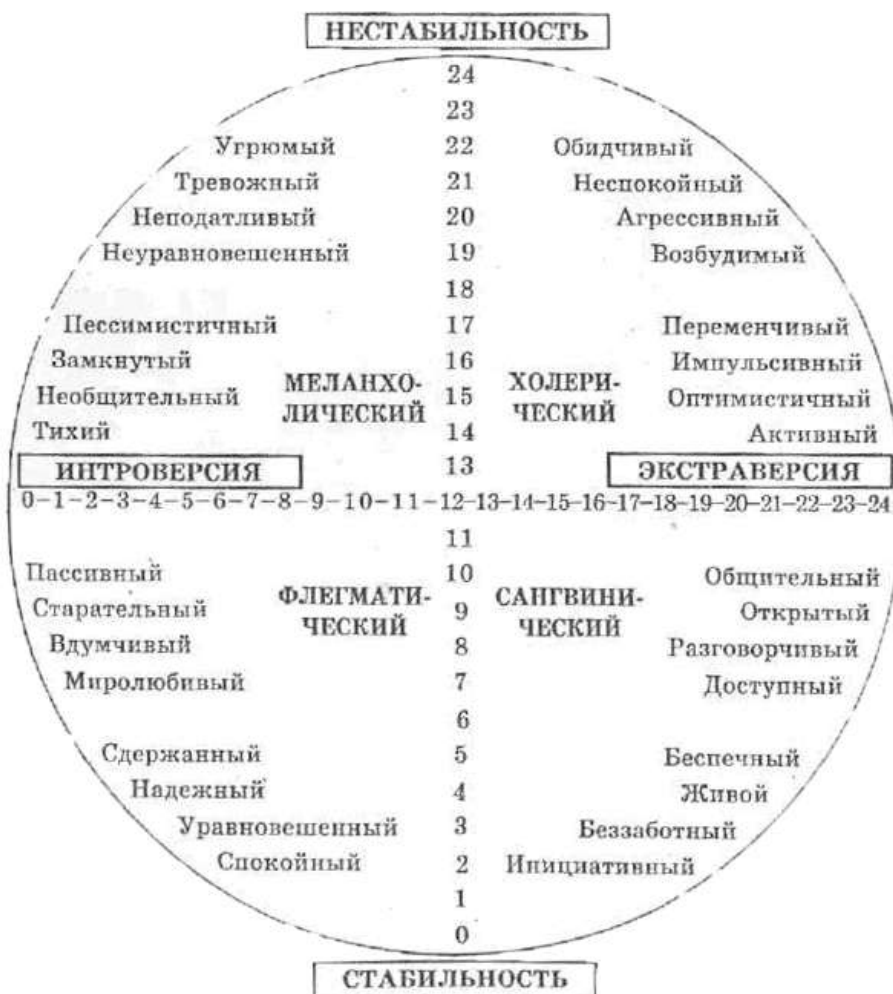 НЕСТАБИЛЬНОСТЬ
24
23
Угрюмый 22 Обидчивый
Тревожный 21 Неспокойный
Неподатливый 20 Агрессивный
Неуравновешенный 19 Возбудимый
18
Пессимистичный 17 Переменчивый
Замкнутый 16 Импульсивный
МЕЛАНХО- ХОЛЕРИ-
Необщительный 15 Оптимистичный
ЛИЧЕСКИЙ ЧЕСКИЙ
Тихий 14 Активный
ИНТРОВЕРСИЯ 13 ЭКСТРАВЕРСИЯ
0-1-2-3-4-5-6-7-8-9-10-11-12-13-14-15-16-17-18-19-20-21-22-23-24
11
Пассивный 10 Общительный
ФЛЕГМАТИ- САНГВИНИ-
Старательный 9 Открытый
ЧЕСКИЙ ЧЕСКИЙ
Вдумчивый 8 Разговорчивый
Миролюбивый 7 Доступный
6
Сдержанный 5 Беспечный
Надежный 4 Живой
Уравновешенный 3 Беззаботный
Спокойный 2 Инициативный
1
0
СТАБИЛЬНОСТЬ